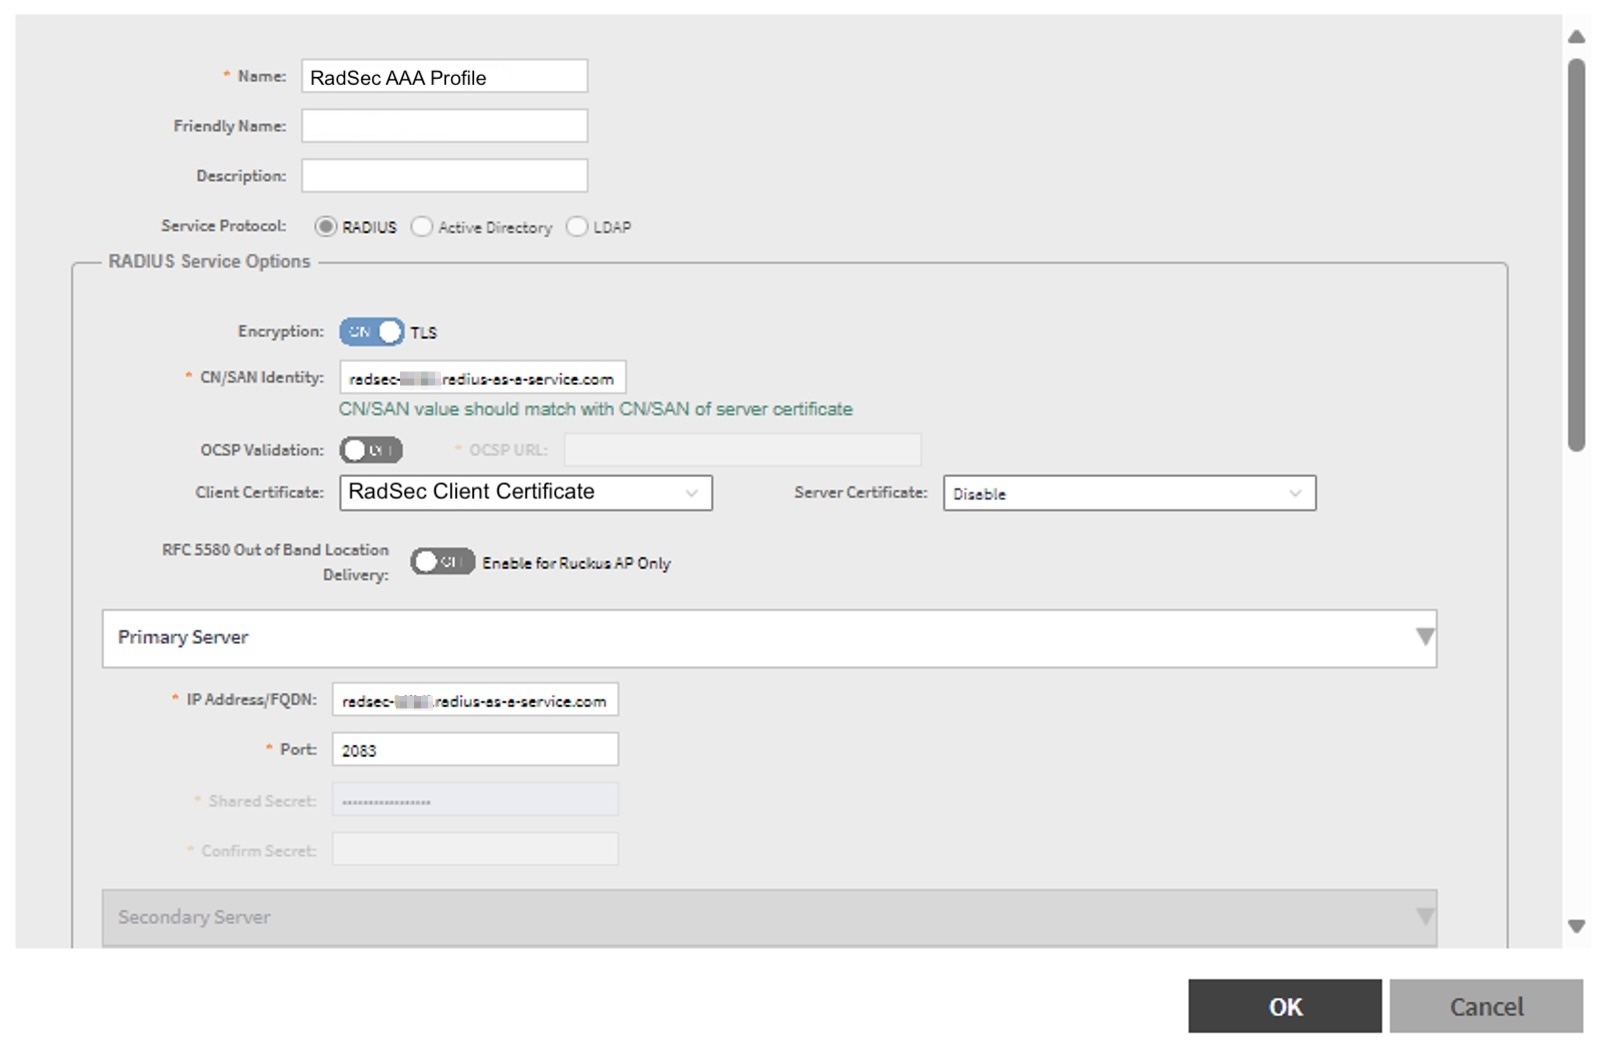 * Name: RadSec AAA Profile
Friendly Name:
Description:
Service Protocol: RADIUS Active Directory LDAP
RADIUS Service Options
Encryption: ON TLS
* CN/SAN Identity: radsec- .radius-as-a-service.com
CN/SAN value should match with CN/SAN of server certificate
OCSP Validation: OFF * OCSP URL:
Client Certificate: RadSec Client Certificate Server Certificate: Disable
RFC 5580 Out of Band Location
Delivery: OFF Enable for Ruckus AP Only
Primary Server
* IP Address/FQDN: radsec- .radius-as-a-service.com
* Port: 2083
* Shared Secret:
* Confirm Secret:
Secondary Server
OK Cancel